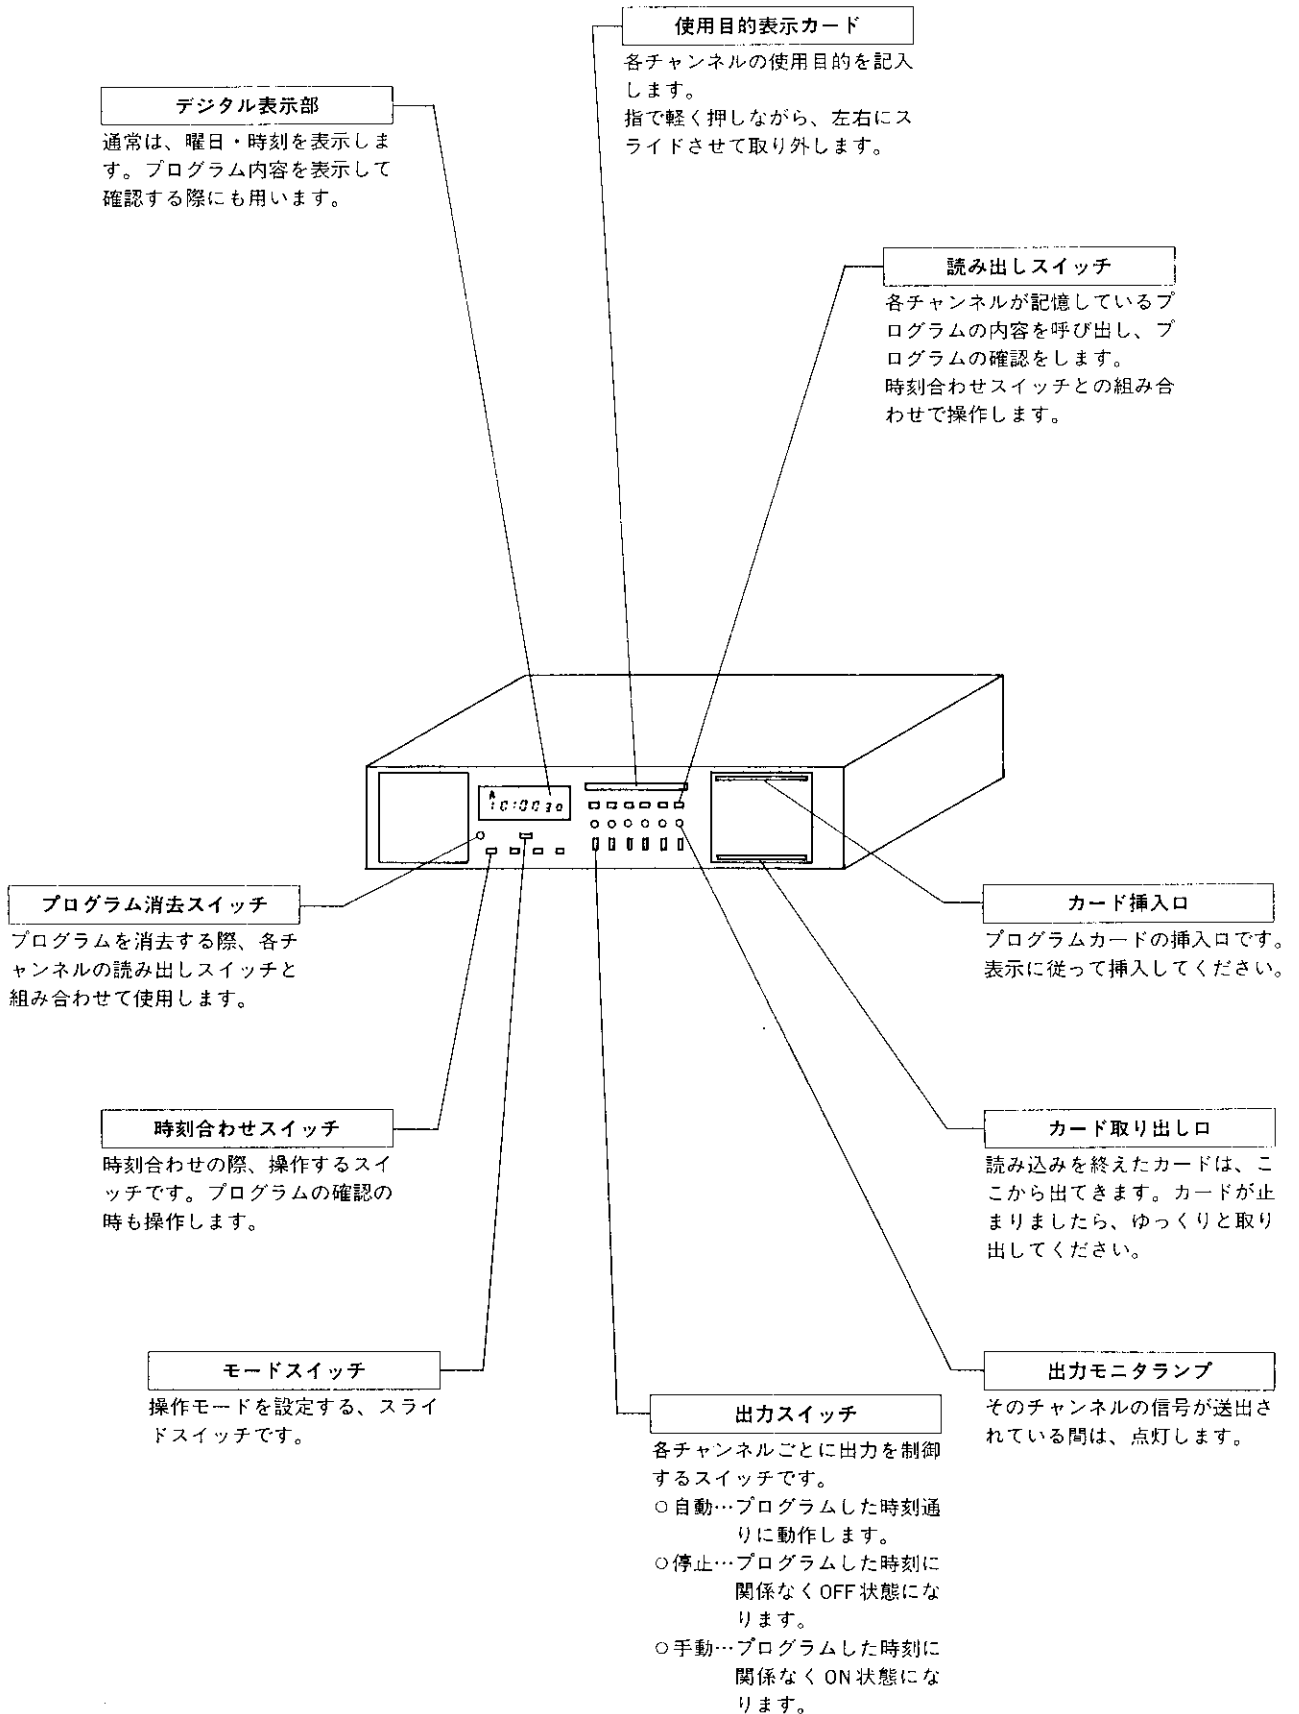 使用目的表示カード
各チャンネルの使用目的を記入
します。
指で軽く押しながら、左右にス
ライドさせて取り外します。
デジタル表示部
通常は、曜日・時刻を表示しま
す。プログラム内容を表示して
確認する際にも用います。
読み出しスイッチ
各チャンネルが記憶しているプ
ログラムの内容を呼び出し、プ
ログラムの確認をします。
時刻合わせスイッチとの組み合
わせで操作します。
10:00 30
プログラム消去スイッチ
プログラムを消去する際、各チ
ャンネルの読み出しスイッチと
組み合わせて使用します。
カード挿入口
プログラムカードの挿入口です。
表示に従って挿入してください。
時刻合わせスイッチ
時刻合わせの際、操作するスイ
ッチです。プログラムの確認の
時も操作します。
カード取り出し口
読み込みを終えたカードは、こ
こから出てきます。カードが止
まりましたら、ゆっくりと取り
出してください。
モードスイッチ
操作モードを設定する、スライ
ドスイッチです。
出力モニタランプ
そのチャンネルの信号が送出さ
れている間は、点灯します。
出力スイッチ
各チャンネルごとに出力を制御
するスイッチです。
○自動…プログラムした時刻通
りに動作します。
○停止…プログラムした時刻に
関係なくOFF状態にな
ります。
○手動…プログラムした時刻に
関係なくON状態にな
ります。